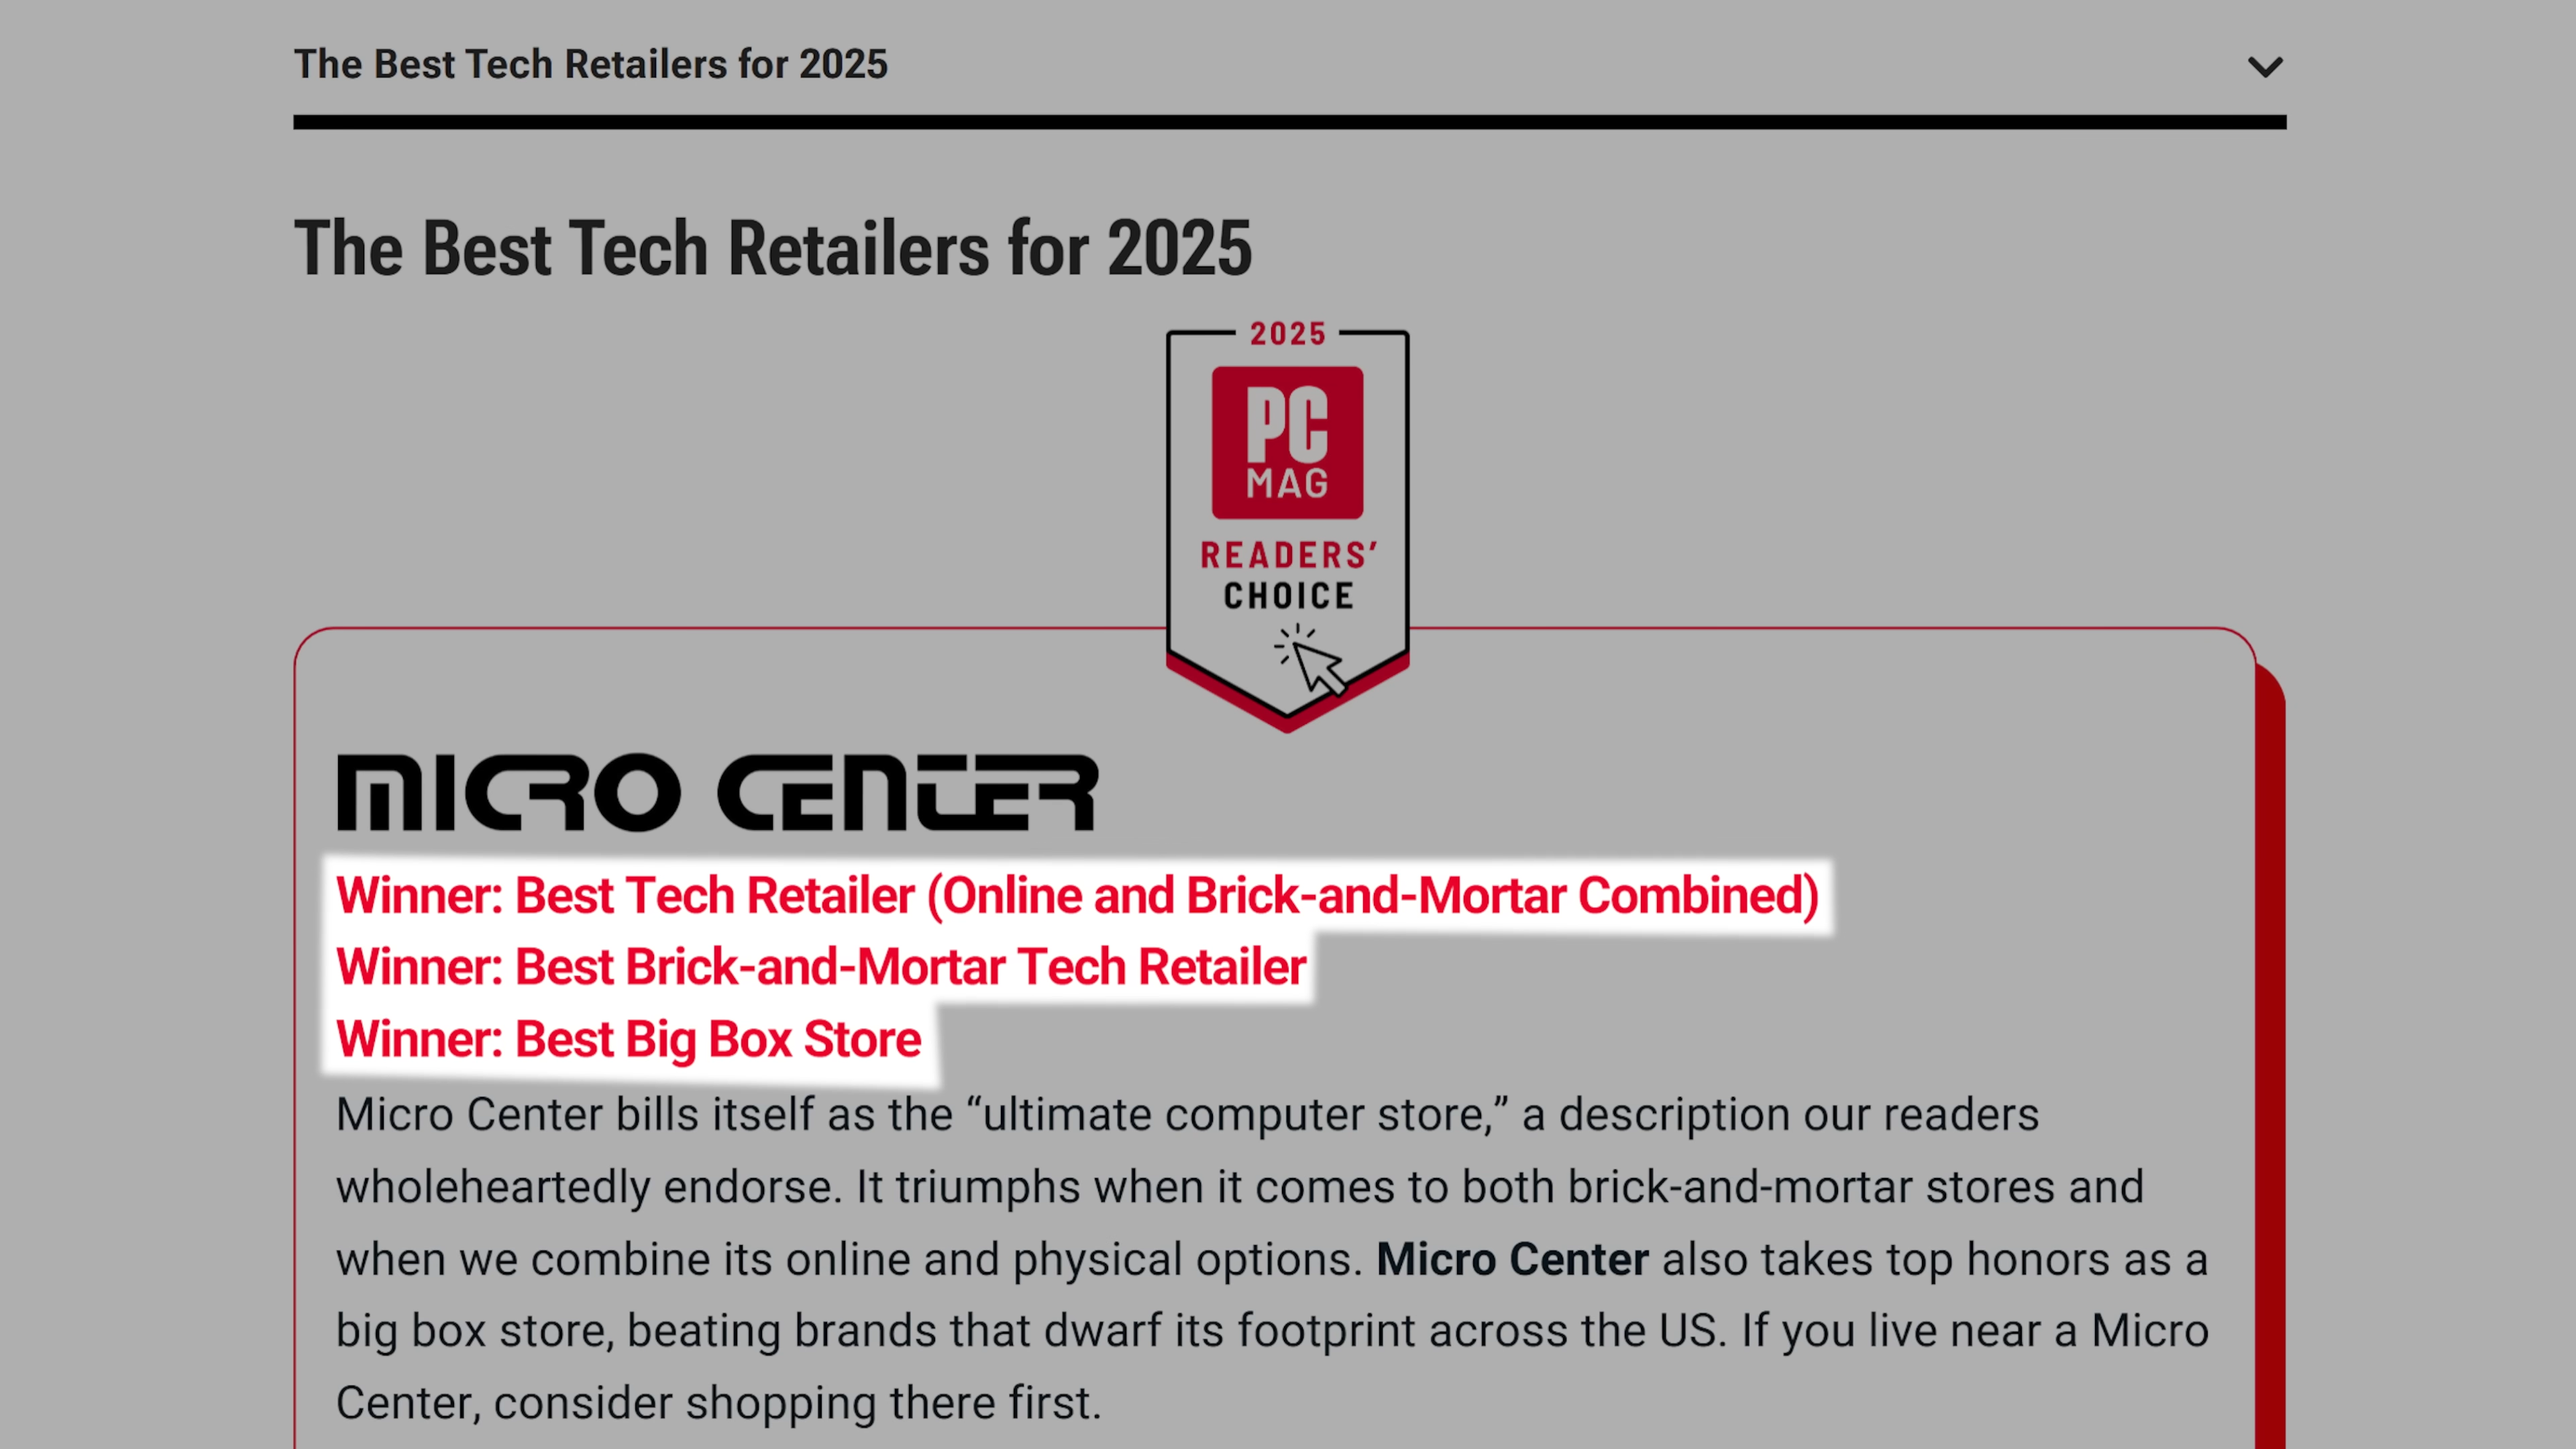 The Best Tech Retailers for 2025
The Best Tech Retailers for 2025
2025
PC
MAG
READERS’
CHOICE
MICRO CENTER
Winner: Best Tech Retailer (Online and Brick-and-Mortar Combined)
Winner: Best Brick-and-Mortar Tech Retailer
Winner: Best Big Box Store
Micro Center bills itself as the “ultimate computer store,” a description our readers
wholeheartedly endorse. It triumphs when it comes to both brick-and-mortar stores and
when we combine its online and physical options. Micro Center also takes top honors as a
big box store, beating brands that dwarf its footprint across the US. If you live near a Micro
Center, consider shopping there first.